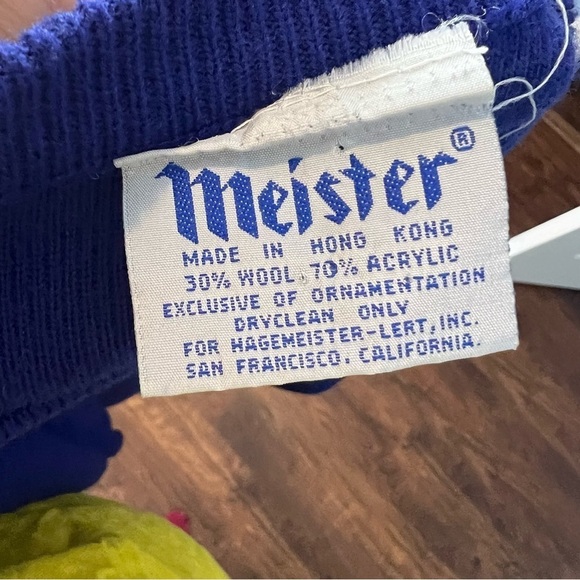 Meister®
MADE IN HONG KONG
30% WOOL 70% ACRYLIC
EXCLUSIVE OF ORNAMENTATION
DRYCLEAN ONLY
FOR HAGEMEISTER-LERT, INC.
SAN FRANCISCO, CALIFORNIA.